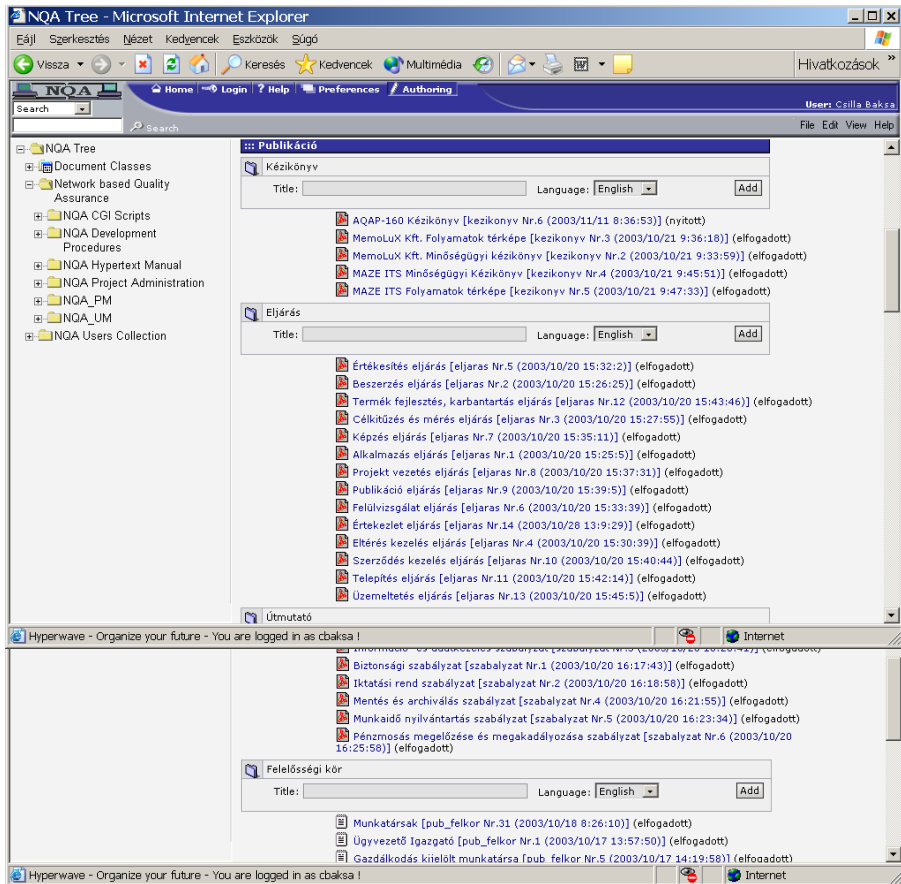 NQA Tree - Microsoft Internet Explorer
Fájl Szerkesztés Nézet Kedvencek Eszközök Súgó
Vissza Keresés Kedvencek Multimédia Hivatkozások »
NQA Home Login ? Help Preferences Authoring
Search User: Csilla Baksa
Search File Edit View Help
NQA Tree
Document Classes
Network based Quality
Assurance
NQA CGI Scripts
NQA Development
Procedures
NQA Hypertext Manual
NQA Project Administration
NQA_PM
NQA_UM
NQA Users Collection
::: Publikáció
Kézikönyv
Title: Language: English Add
AQAP-160 Kézikönyv [kezikonyv Nr.6 (2003/11/11 8:36:53)] (nyitott)
MemoLuX Kft. Folyamatok térképe [kezikonyv Nr.3 (2003/10/21 9:36:18)] (elfogadott)
MemoLuX Kft. Minőségügyi kézikönyv [kezikonyv Nr.2 (2003/10/21 9:33:59)] (elfogadott)
MAZE ITS Minőségügyi Kézikönyv [kezikonyv Nr.4 (2003/10/21 9:45:51)] (elfogadott)
MAZE ITS Folyamatok térképe [kezikonyv Nr.5 (2003/10/21 9:47:33)] (elfogadott)
Eljárás
Title: Language: English Add
Értékesítés eljárás [eljaras Nr.5 (2003/10/20 15:32:2)] (elfogadott)
Beszerzés eljárás [eljaras Nr.2 (2003/10/20 15:26:25)] (elfogadott)
Termék fejlesztés, karbantartás eljárás [eljaras Nr.12 (2003/10/20 15:43:46)] (elfogadott)
Célkitűzés és mérés eljárás [eljaras Nr.3 (2003/10/20 15:27:55)] (elfogadott)
Képzés eljárás [eljaras Nr.7 (2003/10/20 15:35:11)] (elfogadott)
Alkalmazás eljárás [eljaras Nr.1 (2003/10/20 15:25:5)] (elfogadott)
Projekt vezetés eljárás [eljaras Nr.8 (2003/10/20 15:37:31)] (elfogadott)
Publikáció eljárás [eljaras Nr.9 (2003/10/20 15:39:5)] (elfogadott)
Felülvizsgálat eljárás [eljaras Nr.6 (2003/10/20 15:33:39)] (elfogadott)
Értekezlet eljárás [eljaras Nr.14 (2003/10/28 13:9:29)] (elfogadott)
Eltérés kezelés eljárás [eljaras Nr.4 (2003/10/20 15:30:39)] (elfogadott)
Szerződés kezelés eljárás [eljaras Nr.10 (2003/10/20 15:40:44)] (elfogadott)
Telepítés eljárás [eljaras Nr.11 (2003/10/20 15:42:14)] (elfogadott)
Üzemeltetés eljárás [eljaras Nr.13 (2003/10/20 15:45:5)] (elfogadott)
Útmutató
Hyperwave - Organize your future - You are logged in as cbaksa ! Internet
Biztonsági szabályzat [szabalyzat Nr.1 (2003/10/20 16:17:43)] (elfogadott)
Iktatási rend szabályzat [szabalyzat Nr.2 (2003/10/20 16:18:58)] (elfogadott)
Mentés és archiválás szabályzat [szabalyzat Nr.4 (2003/10/20 16:21:55)] (elfogadott)
Munkaidő nyilvántartás szabályzat [szabalyzat Nr.5 (2003/10/20 16:23:34)] (elfogadott)
Pénzmosás megelőzése és megakadályozása szabályzat [szabalyzat Nr.6 (2003/10/20
16:25:58)] (elfogadott)
Felelősségi kör
Title: Language: English Add
Munkatársak [pub_felkor Nr.31 (2003/10/18 8:26:10)] (elfogadott)
Ügyvezető Igazgató [pub_felkor Nr.1 (2003/10/17 13:57:50)] (elfogadott)
Gazdálkodás kijelölt munkatársa [pub_felkor Nr.5 (2003/10/17 14:19:58)] (elfogadott)
Hyperwave - Organize your future - You are logged in as cbaksa ! Internet